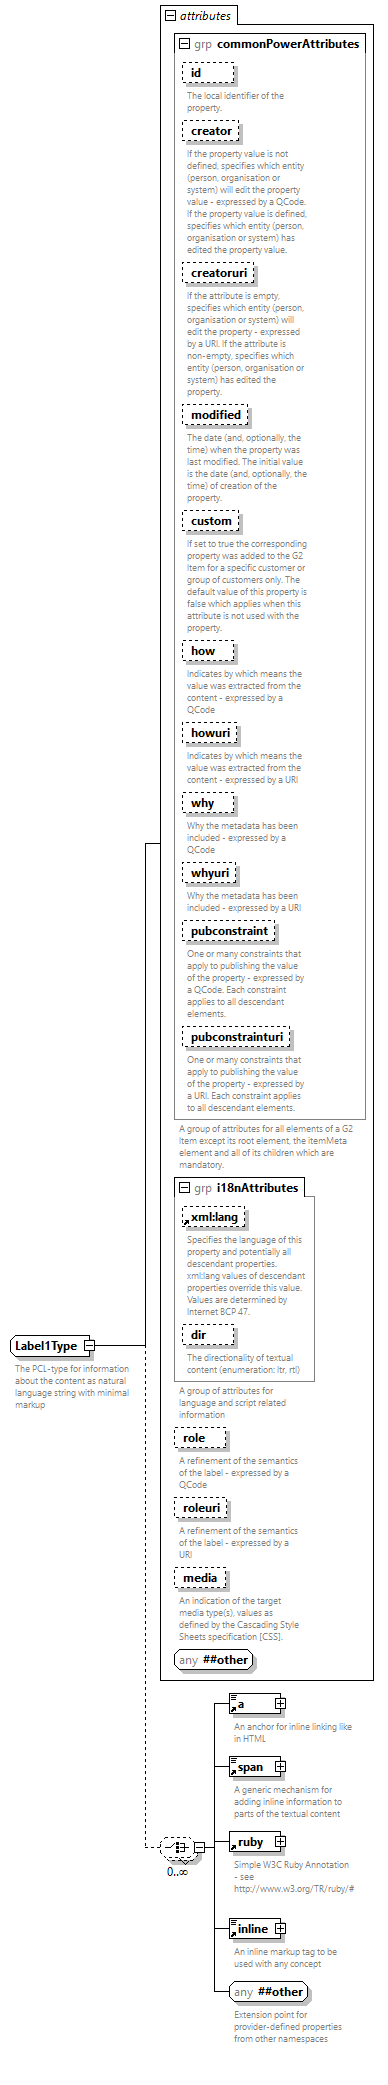 attributes
grp commonPowerAttributes
id
The local identifier of the
property.
creator
If the property value is not
defined, specifies which entity
(person, organisation or
system) will edit the property
value - expressed by a QCode.
If the property value is defined,
specifies which entity (person,
organisation or system) has
edited the property value.
creatoruri
If the attribute is empty,
specifies which entity (person,
organisation or system) will
edit the property - expressed
by a URI. If the attribute is
non-empty, specifies which
entity (person, organisation or
system) has edited the
property.
modified
The date (and, optionally, the
time) when the property was
last modified. The initial value
is the date (and, optionally, the
time) of creation of the
property.
custom
If set to true the corresponding
property was added to the G2
Item for a specific customer or
group of customers only. The
default value of this property is
false which applies when this
attribute is not used with the
property.
how
Indicates by which means the
value was extracted from the
content - expressed by a
QCode
howuri
Indicates by which means the
value was extracted from the
content - expressed by a URI
why
Why the metadata has been
included - expressed by a
QCode
whyuri
Why the metadata has been
included - expressed by a URI
pubconstraint
One or many constraints that
apply to publishing the value
of the property - expressed by
a QCode. Each constraint
applies to all descendant
elements.
pubconstrainturi
One or many constraints that
apply to publishing the value
of the property - expressed by
a URI. Each constraint applies
to all descendant elements.
A group of attributes for all elements of a G2
Item except its root element, the itemMeta
element and all of its children which are
mandatory.
grp i18nAttributes
xml:lang
Specifies the language of this
property and potentially all
descendant properties.
xml:lang values of descendant
properties override this value.
Values are determined by
Internet BCP 47.
dir
The directionality of textual
content (enumeration: ltr, rtl)
A group of attributes for
language and script related
information
Label1Type
The PCL-type for information
about the content as natural
language string with minimal
markup
role
A refinement of the semantics
of the label - expressed by a
QCode
roleuri
A refinement of the semantics
of the label - expressed by a
URI
media
An indication of the target
media type(s), values as
defined by the Cascading Style
Sheets specification [CSS].
any ##other
0..∞
a
An anchor for inline linking like
in HTML
span
A generic mechanism for
adding inline information to
parts of the textual content
ruby
Simple W3C Ruby Annotation
- see
http://www.w3.org/TR/ruby/#
inline
An inline markup tag to be
used with any concept
any ##other
Extension point for
provider-defined properties
from other namespaces